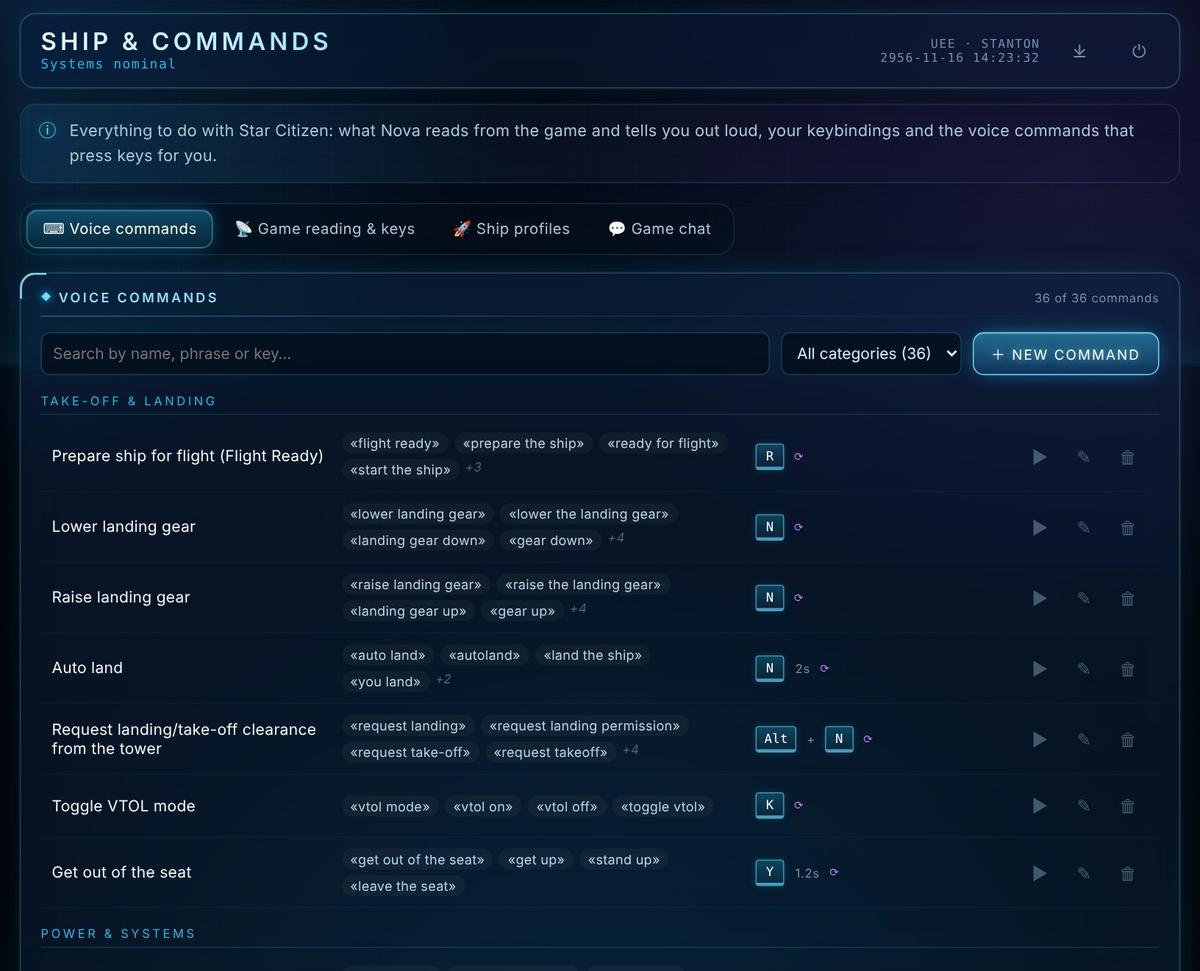 SHIP & COMMANDS
Systems nominal
UEE · STANTON
2956-11-16 14:23:32
Everything to do with Star Citizen: what Nova reads from the game and tells you out loud, your keybindings and the voice commands that
press keys for you.
Voice commands
Game reading & keys
Ship profiles
Game chat
VOICE COMMANDS
36 of 36 commands
Search by name, phrase or key...
All categories (36)
+ NEW COMMAND
TAKE-OFF & LANDING
Prepare ship for flight (Flight Ready)
«flight ready» «prepare the ship» «ready for flight»
«start the ship» +3
R
Lower landing gear
«lower landing gear» «lower the landing gear»
«landing gear down» «gear down» +4
N
Raise landing gear
«raise landing gear» «raise the landing gear»
«landing gear up» «gear up» +4
N
Auto land
«auto land» «autoland» «land the ship»
«you land» +2
N 2s
Request landing/take-off clearance
from the tower
«request landing» «request landing permission»
«request take-off» «request takeoff» +4
Alt + N
Toggle VTOL mode
«vtol mode» «vtol on» «vtol off» «toggle vtol»
K
Get out of the seat
«get out of the seat» «get up» «stand up»
«leave the seat»
Y 1.2s
POWER & SYSTEMS